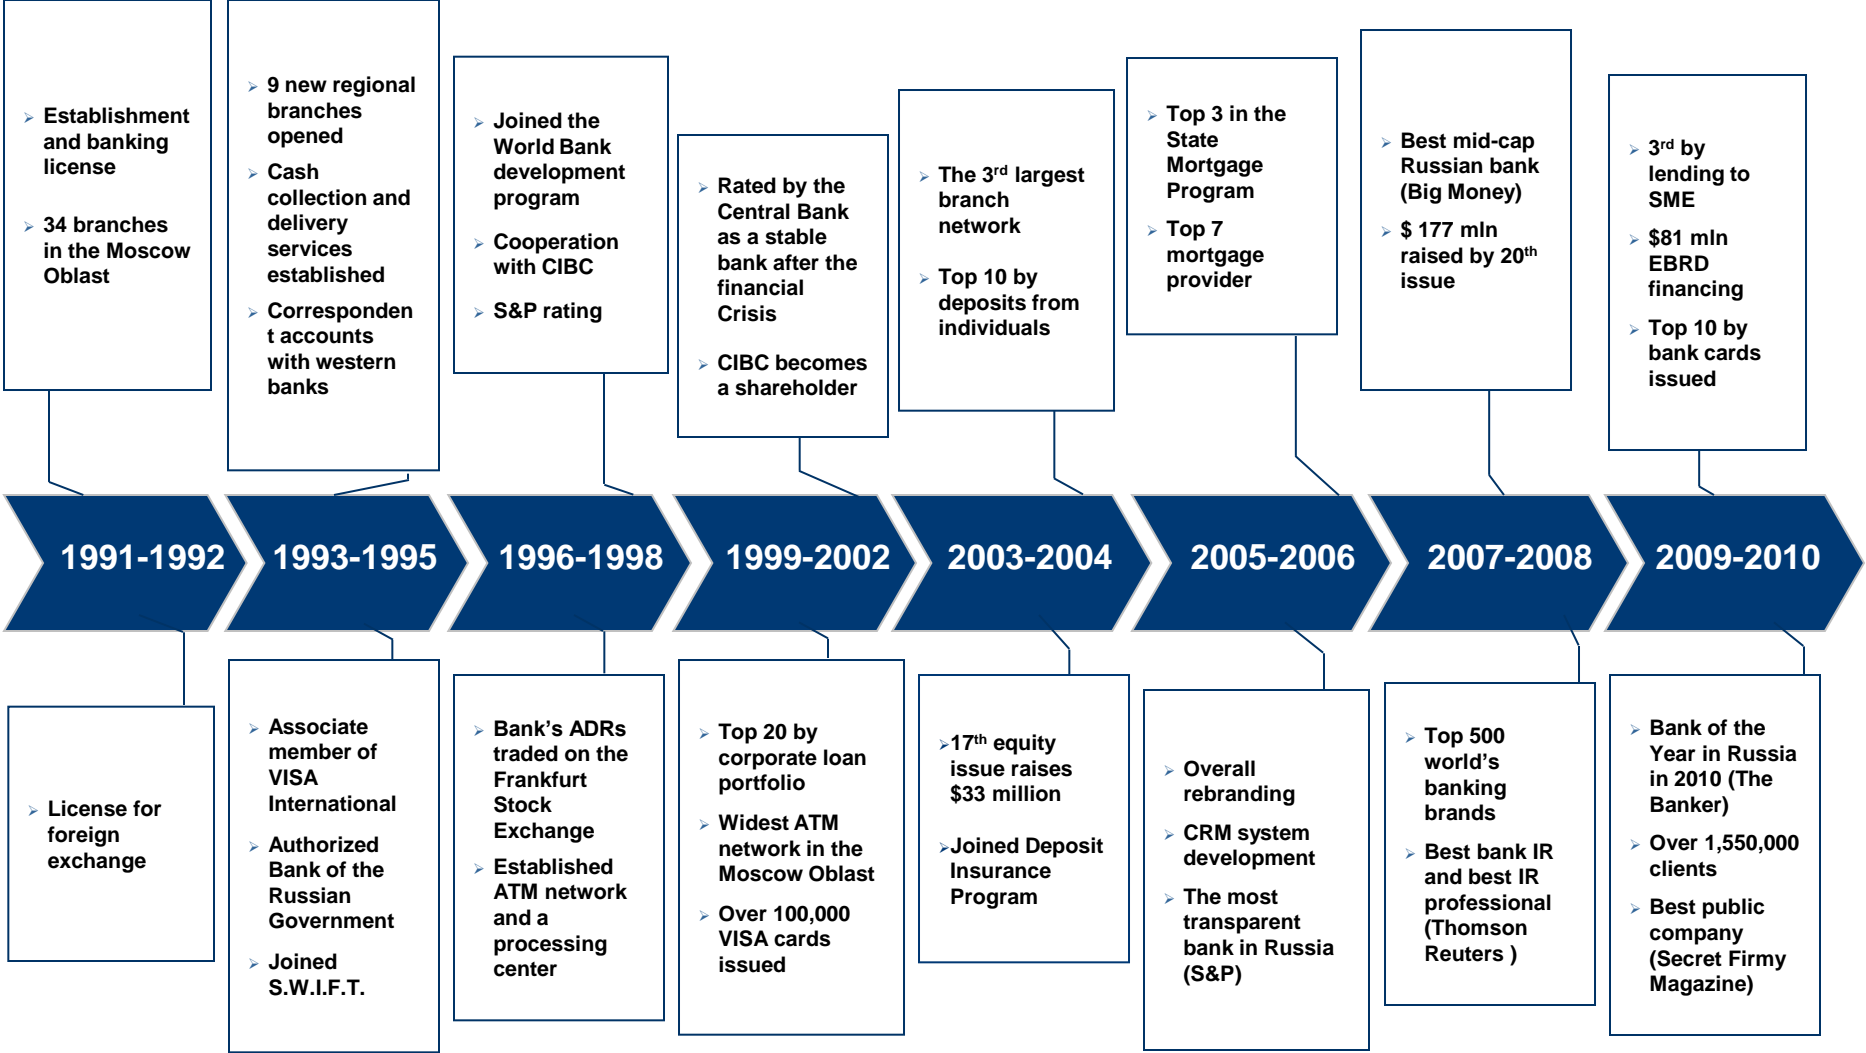 Establishment
and banking
license
34 branches
in the Moscow
Oblast
9 new regional
branches
opened
Cash
collection and
delivery
services
established
Corresponden
t accounts
with western
banks
Joined the
World Bank
development
program
Cooperation
with CIBC
S&P rating
Rated by the
Central Bank
as a stable
bank after the
financial
Crisis
CIBC becomes
a shareholder
The 3rd largest
branch
network
Top 10 by
deposits from
individuals
Top 3 in the
State
Mortgage
Program
Top 7
mortgage
provider
Best mid-cap
Russian bank
(Big Money)
$ 177 mln
raised by 20th
issue
3rd by
lending to
SME
$81 mln
EBRD
financing
Top 10 by
bank cards
issued
1991-1992
1993-1995
1996-1998
1999-2002
2003-2004
2005-2006
2007-2008
2009-2010
License for
foreign
exchange
Associate
member of
VISA
International
Authorized
Bank of the
Russian
Government
Joined
S.W.I.F.T.
Bank’s ADRs
traded on the
Frankfurt
Stock
Exchange
Established
ATM network
and a
processing
center
Top 20 by
corporate loan
portfolio
Widest ATM
network in the
Moscow Oblast
Over 100,000
VISA cards
issued
17th equity
issue raises
$33 million
Joined Deposit
Insurance
Program
Overall
rebranding
CRM system
development
The most
transparent
bank in Russia
(S&P)
Top 500
world’s
banking
brands
Best bank IR
and best IR
professional
(Thomson
Reuters )
Bank of the
Year in Russia
in 2010 (The
Banker)
Over 1,550,000
clients
Best public
company
(Secret Firmy
Magazine)